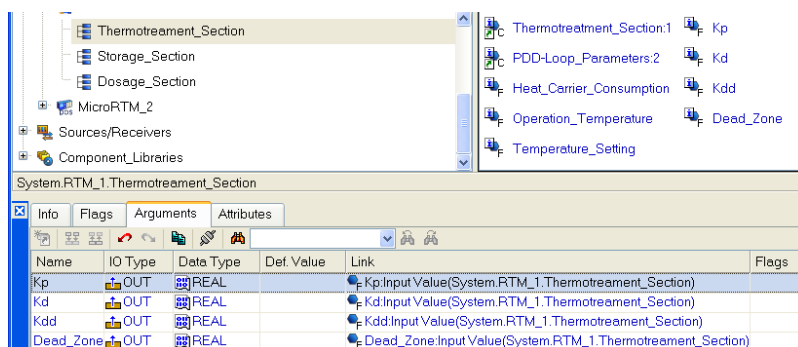 Thermotreament_Section
Storage_Section
Dosage_Section
MicroRTM_2
Sources/Receivers
Component_Libraries
Thermotreatment_Section:1 Kp
PDD-Loop_Parameters:2 Kd
Heat_Carrier_Consumption Kdd
Operation_Temperature Dead_Zone
Temperature_Setting
System.RTM_1.Thermotreament_Section
Info Flags Arguments Attributes
Name IO Type Data Type Def. Value Link Flags
Kp OUT REAL Kp:Input Value(System.RTM_1.Thermotreament_Section)
Kd OUT REAL Kd:Input Value(System.RTM_1.Thermotreament_Section)
Kdd OUT REAL Kdd:Input Value(System.RTM_1.Thermotreament_Section)
Dead_Zone OUT REAL Dead_Zone:Input Value(System.RTM_1.Thermotreament_Section)